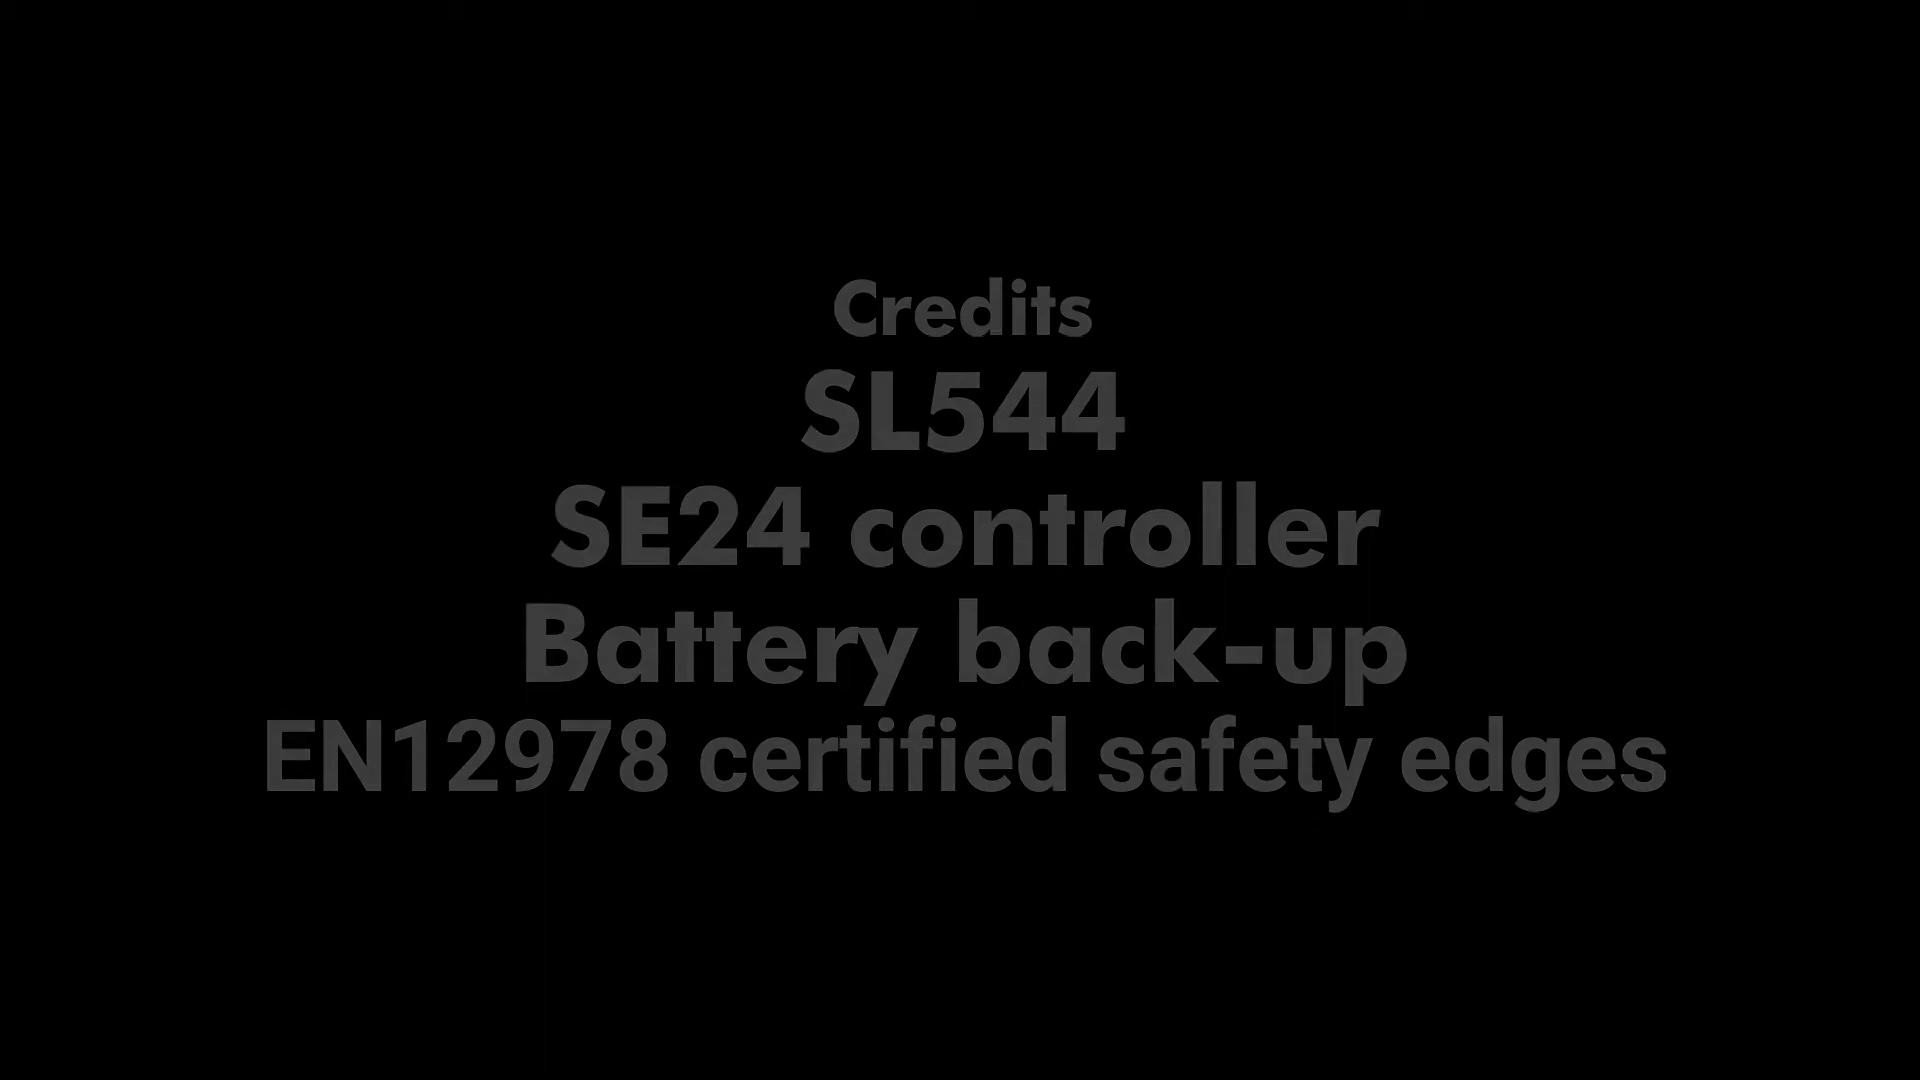 Credits
SL544
SE24 controller
Battery back-up
EN12978 certified safety edges